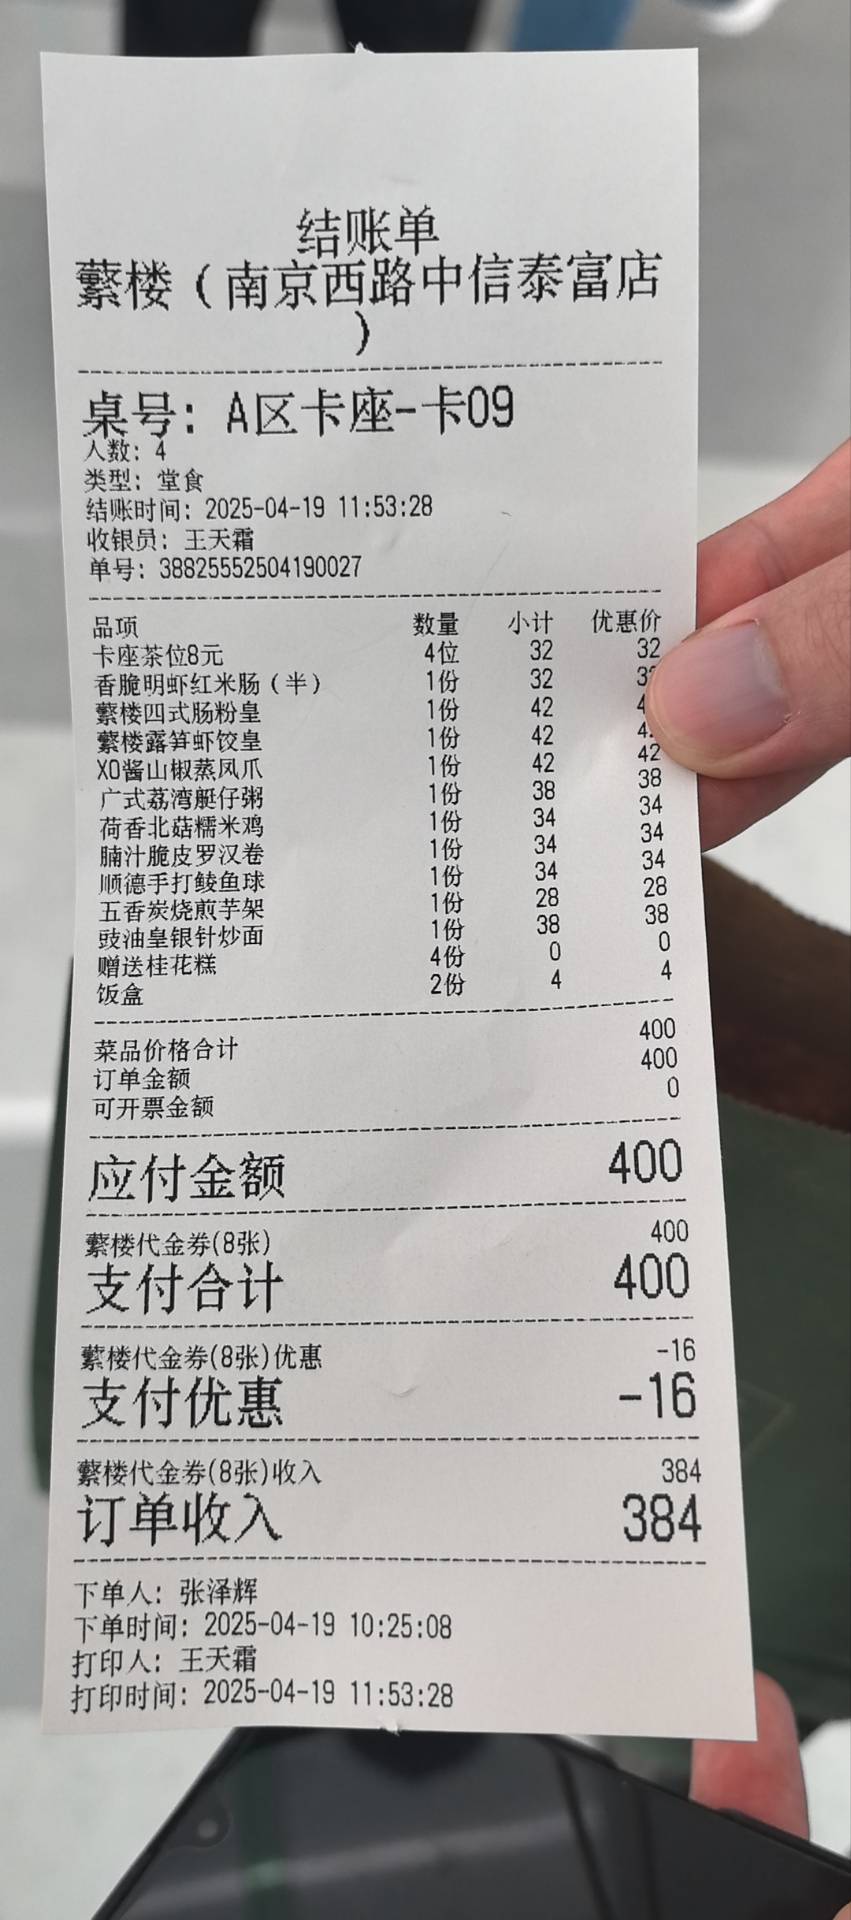 结账单
蘩楼（南京西路中信泰富店
）
桌号: A区卡座-卡09
人数: 4
类型: 堂食
结账时间: 2025-04-19 11:53:28
收银员: 王天霜
单号: 38825552504190027
品项 数量 小计 优惠价
卡座茶位8元 4位 32 32
香脆明虾红米肠（半） 1份 32
蘩楼四式肠粉皇 1份 42
蘩楼露笋虾饺皇 1份 42
XO酱山椒蒸凤爪 1份 42 42
广式荔湾艇仔粥 1份 38 38
荷香北菇糯米鸡 1份 34 34
腩汁脆皮罗汉卷 1份 34 34
顺德手打鲮鱼球 1份 34 34
五香炭烧煎芋架 1份 28 28
豉油皇银针炒面 1份 38 38
赠送桂花糕 4份 0 0
饭盒 2份 4 4
菜品价格合计 400
订单金额 400
可开票金额 0
应付金额 400
蘩楼代金券(8张) 400
支付合计 400
蘩楼代金券(8张)优惠 -16
支付优惠 -16
蘩楼代金券(8张)收入 384
订单收入 384
下单人: 张泽辉
下单时间: 2025-04-19 10:25:08
打印人: 王天霜
打印时间: 2025-04-19 11:53:28